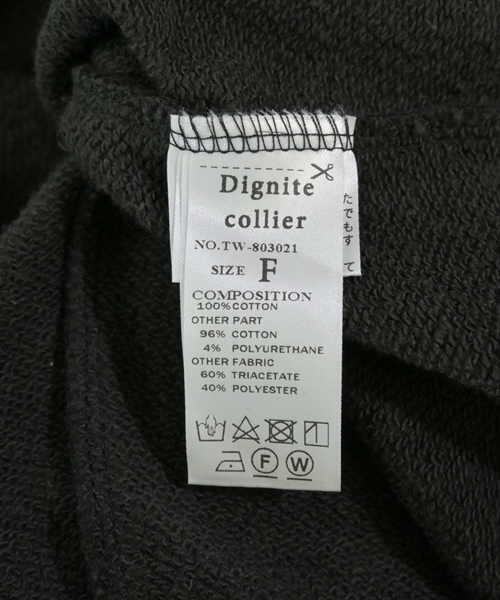 Dignite
collier
NO.TW-803021
SIZE F
COMPOSITION
100%COTTON
OTHER PART
96% COTTON
4% POLYURETHANE
OTHER FABRIC
60% TRIACETATE
40% POLYESTER
F W
たでもす て